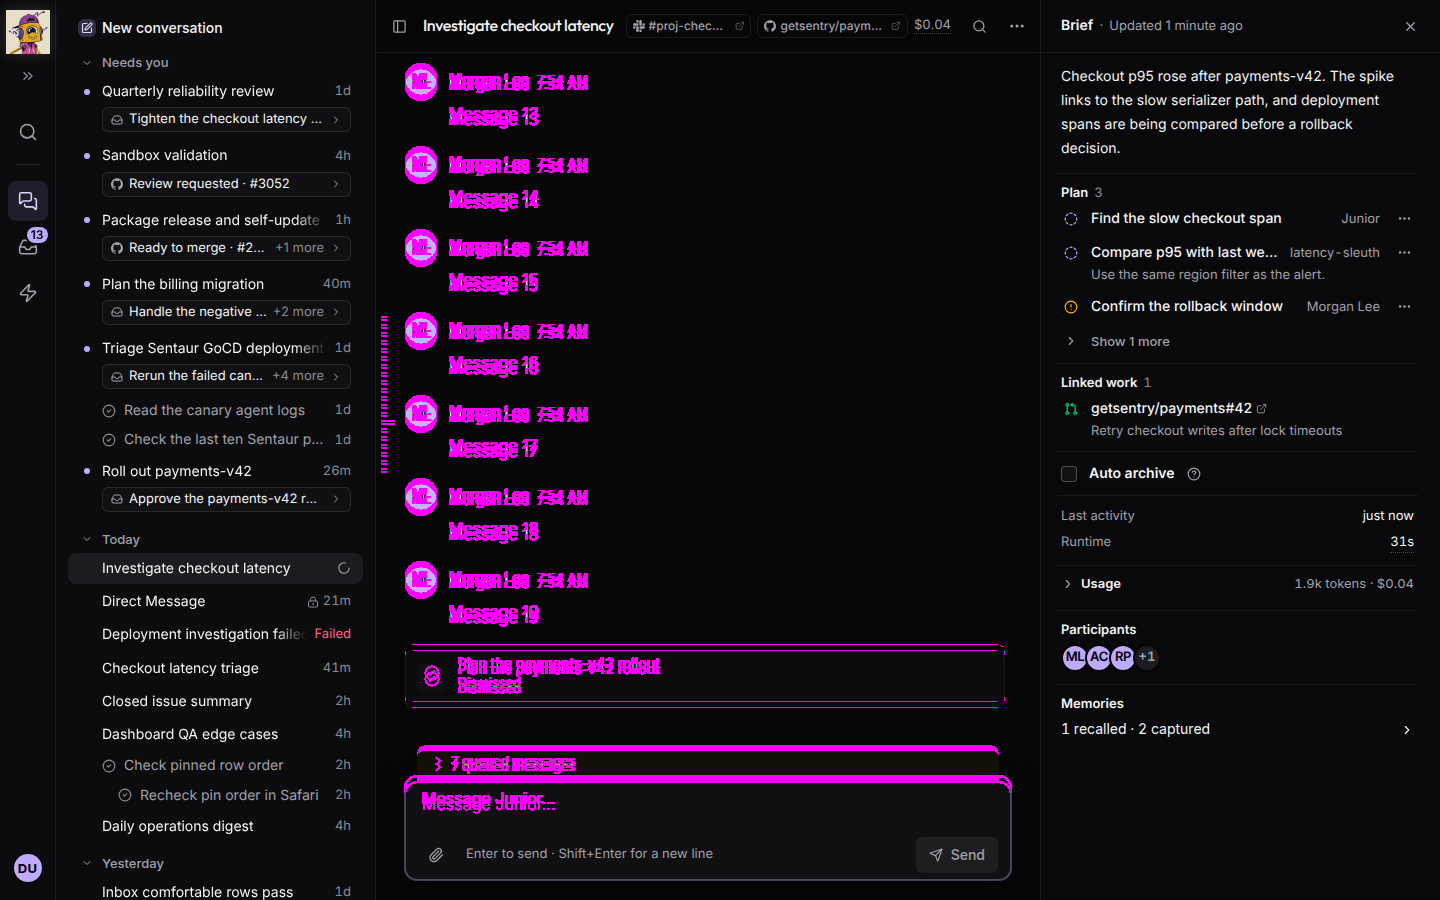 New conversation
Needs you
Quarterly reliability review 1d
Tighten the checkout latency ...
Sandbox validation 4h
Review requested · #3052
Package release and self-update 1h
Ready to merge · #2... +1 more
Plan the billing migration 40m
Handle the negative ... +2 more
Triage Sentaur GoCD deployment 1d
Rerun the failed can... +4 more
Read the canary agent logs 1d
Check the last ten Sentaur p... 1d
Roll out payments-v42 26m
Approve the payments-v42 r...
Today
Investigate checkout latency
Direct Message 21m
Deployment investigation failed Failed
Checkout latency triage 41m
Closed issue summary 2h
Dashboard QA edge cases 4h
Check pinned row order 2h
Recheck pin order in Safari 2h
Daily operations digest 4h
Yesterday
Inbox comfortable rows pass 1d
13
DU
Investigate checkout latency #proj-chec... getsentry/paym... $0.04
Morgan Lee 7:54 AM
Message 13
Morgan Lee 7:54 AM
Message 14
Morgan Lee 7:54 AM
Message 15
Morgan Lee 7:54 AM
Message 16
Morgan Lee 7:54 AM
Message 17
Morgan Lee 7:54 AM
Message 18
Morgan Lee 7:54 AM
Message 19
Plan the payments-v42 rollout
Dismissed
7 queued messages
Message Junior...
Enter to send · Shift+Enter for a new line
Send
Brief · Updated 1 minute ago
Checkout p95 rose after payments-v42. The spike
links to the slow serializer path, and deployment
spans are being compared before a rollback
decision.
Plan 3
Find the slow checkout span Junior
Compare p95 with last we... latency-sleuth
Use the same region filter as the alert.
Confirm the rollback window Morgan Lee
Show 1 more
Linked work 1
getsentry/payments#42
Retry checkout writes after lock timeouts
Auto archive
Last activity just now
Runtime 31s
Usage 1.9k tokens · $0.04
Participants
ML AC RP +1
Memories
1 recalled · 2 captured